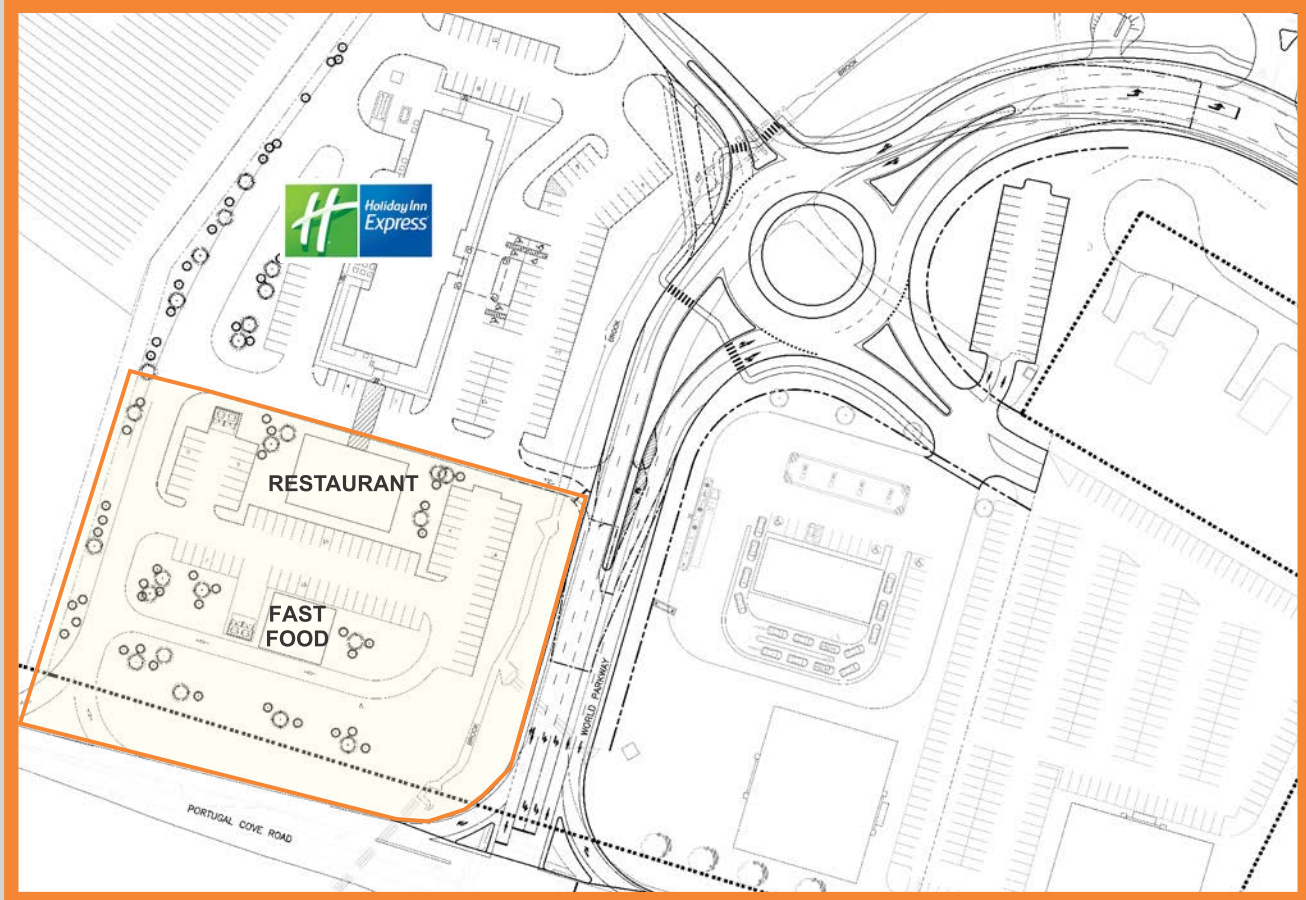 BROOK
Holiday Inn
Express
BROOK
RESTAURANT
FAST
FOOD
WORLD PARKWAY
BROOK
PORTUGAL COVE ROAD